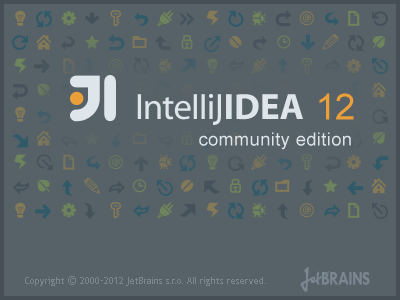 IntelliJIDEA 12
community edition
Copyright © 2000-2012 JetBrains s.r.o. All rights reserved.
JetBRAINS